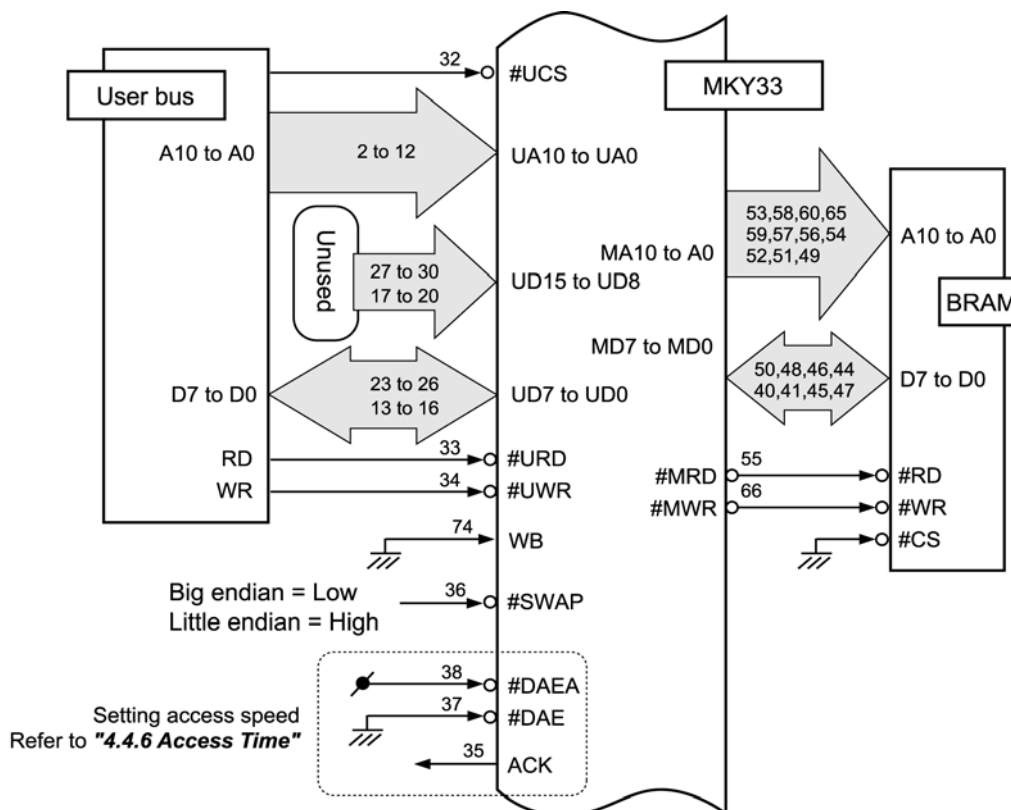 User bus
32
#UCS
MKY33
A10 to A0
2 to 12
UA10 to UA0
Unused
27 to 30
17 to 20
UD15 to UD8
MA10 to A0
53,58,60,65
59,57,56,54
52,51,49
A10 to A0
BRAM
D7 to D0
23 to 26
13 to 16
UD7 to UD0
MD7 to MD0
50,48,46,44
40,41,45,47
D7 to D0
RD
33
#URD
WR
34
#UWR
#MRD
55
#RD
#MWR
66
#WR
#CS
74
WB
Big endian = Low
Little endian = High
36
#SWAP
Setting access speed
Refer to "4.4.6 Access Time"
38
#DAEA
37
#DAE
35
ACK